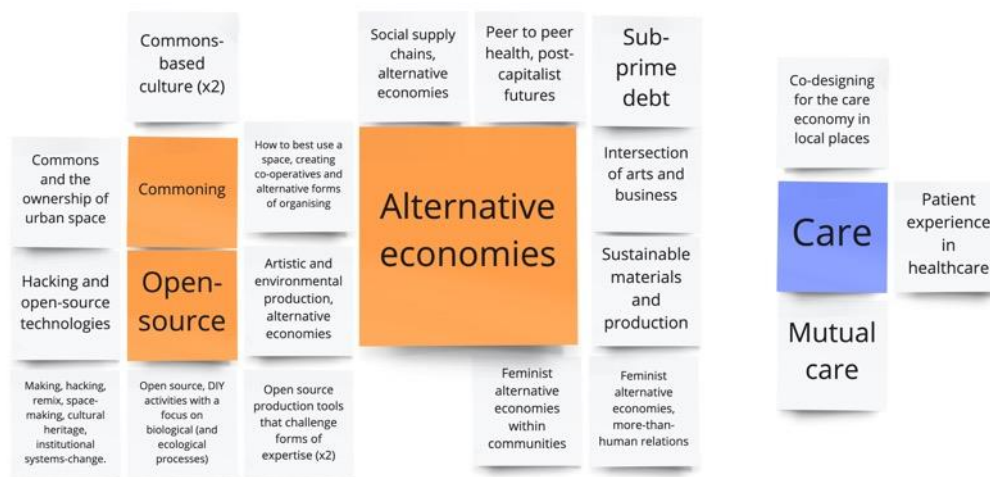 Commons-
based
culture (x2)
Social supply
chains,
alternative
economies
Peer to peer
health, post-
capitalist
futures
Sub-
prime
debt
Co-designing
for the care
economy in
local places
Commons
and the
ownership of
urban space
Commoning
How to best use a
space, creating
co-operatives and
alternative forms
of organising
Alternative
economies
Intersection
of arts and
business
Care
Patient
experience
in
healthcare
Hacking and
open-source
technologies
Open-
source
Artistic and
environmental
production,
alternative
economies
Sustainable
materials
and
production
Mutual
care
Making, hacking,
remix, space-
making, cultural
heritage,
institutional
systems-change.
Open source, DIY
activities with a
focus on
biological (and
ecological
processes)
Open source
production tools
that challenge
forms of
expertise (x2)
Feminist
alternative
economies
within
communities
Feminist
alternative
economies,
more-than-
human relations